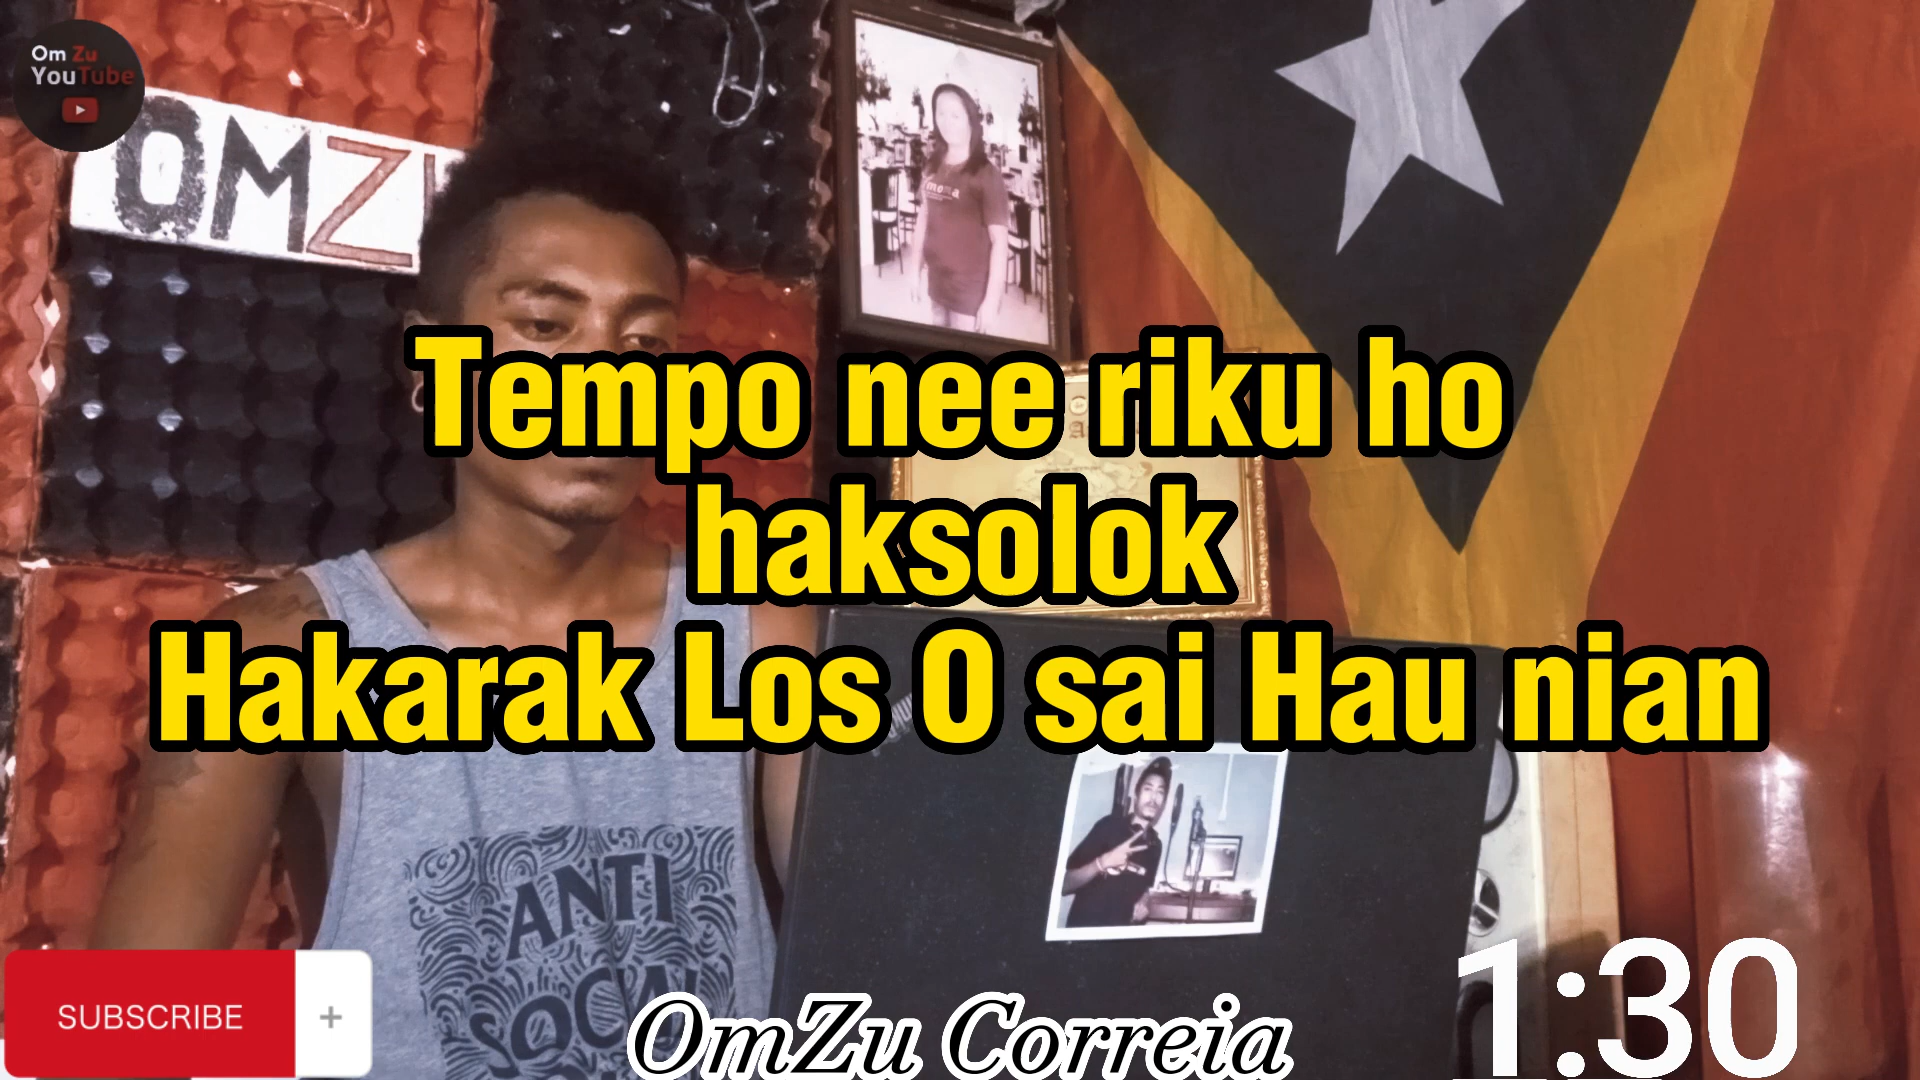 Om Zu
YouTube
OMZ
Tempo nee riku ho
haksolok
Hakarak Los O sai Hau nian
ANTI
SOCIAL
SUBSCRIBE +
OmZu Correia
1:30